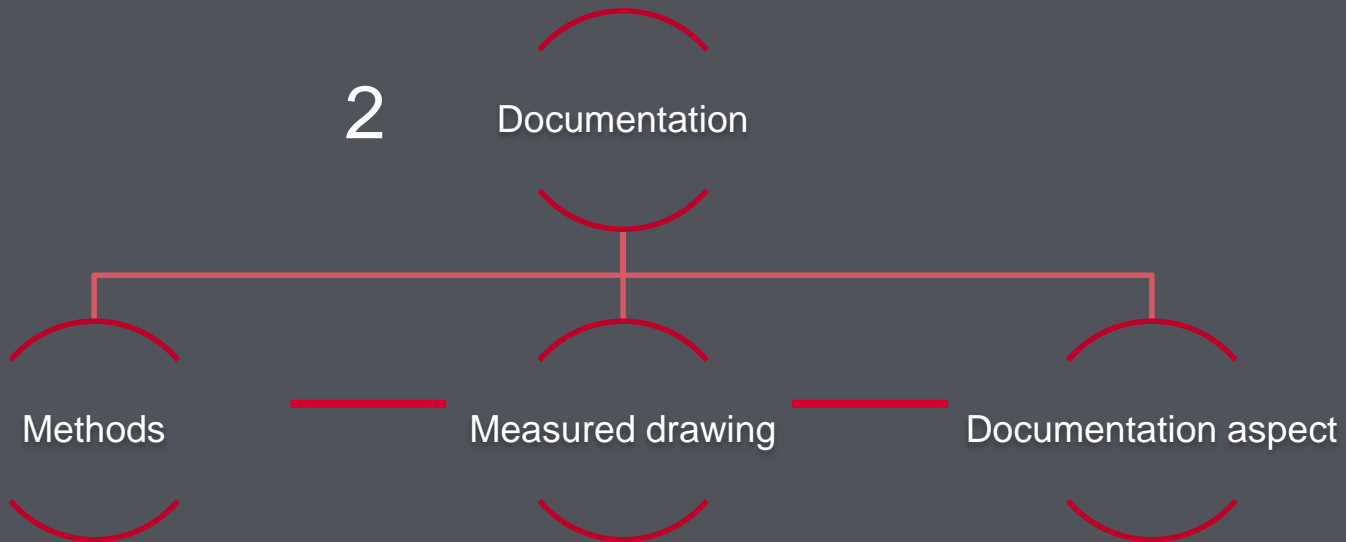 2
Documentation
Methods
Measured drawing
Documentation aspect